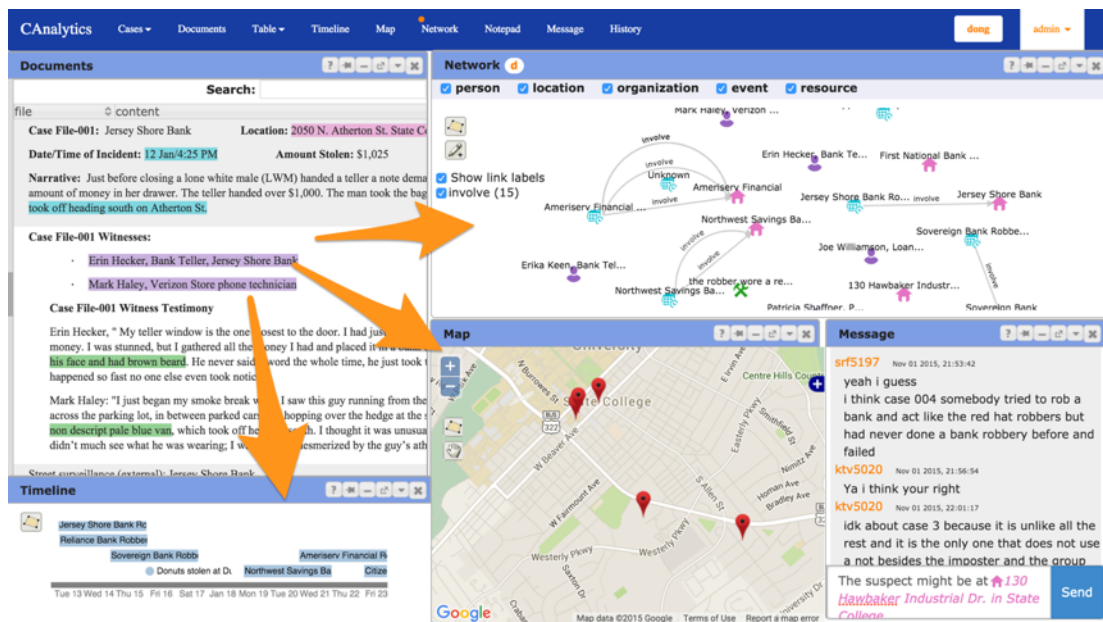 CAnalytics Cases Documents Table Timeline Map Network Notepad Message History dong admin
Documents
Search:
file content
Case File-001: Jersey Shore Bank Location: 2050 N. Atherton St. State Co
Date/Time of Incident: 12 Jan/4:25 PM Amount Stolen: $1,025
Narrative: Just before closing a lone white male (LWM) handed a teller a note dema
amount of money in her drawer. The teller handed over $1,000. The man took the bag
took off heading south on Atherton St.
Case File-001 Witnesses:
· Erin Hecker, Bank Teller, Jersey Shore Bank
· Mark Haley, Verizon Store phone technician
Case File-001 Witness Testimony
Erin Hecker, " My teller window is the one closest to the door. I had jus
money. I was stunned, but I gathered all the money I had and placed it in a
his face and had brown beard. He never said word the whole time, he just took t
happened so fast no one else even took notic
Mark Haley: "I just began my smoke break I saw this guy running from the
across the parking lot, in between parked cars hopping over the hedge at the s
non descript pale blue van, which took off he h. I thought it was unusua
didn't much see what he was wearing; I w esmerized by the guy's ath
Street surveillance (external): Jersey Shore Bank
Network d
person location organization event resource
Show link labels
involve (15)
Mark Haley, Verizon ...
involve
involve
Unknown
Erin Hecker, Bank Te...
First National Bank ...
Ameriserv Financial
Ameriserv Financial ...
involve
Jersey Shore Bank Ro...
involve
Jersey Shore Bank
Northwest Savings Ba...
Sovereign Bank Robbe...
involve
involve
Joe Williamson, Loan...
Erika Keen, Bank Tel...
the robber wore a re...
Northwest Savings Ba...
130 Hawbaker Industr...
involve
Patricia Shaffner, P...
Sovereign Bank
Map
University
N Burrowes St
E Irvin Ave
Centre Hills Count
State College
BUS
322
Easterly Pkwy
Smithfield St
W Beaver Ave
Nimitz Ave
S Allen St
Homan Ave
Bradley Ave
W Fairmount Ave
BUS
Westerly Pkwy
Westerly Pkwy
Saxton Dr
University Dr
Google
Map data ©2015 Google Terms of Use Report a map error
Message
srf5197 Nov 01 2015, 21:53:42
yeah i guess
i think case 004 somebody tried to rob a
bank and act like the red hat robbers but
had never done a bank robbery before and
failed
ktv5020 Nov 01 2015, 21:56:54
Ya i think your right
ktv5020 Nov 01 2015, 22:01:17
idk about case 3 because it is unlike all the
rest and it is the only one that does not use
a not besides the imposter and the group
The suspect might be at 130
Hawbaker Industrial Dr. in State
College
Send
Timeline
Jersey Shore Bank Ro
Reliance Bank Robber
Sovereign Bank Robb
Ameriserv Financial R
Donuts stolen at Du
Northwest Savings Ba
Citize
Tue 13 Wed 14 Thu 15 Fri 16 Sat 17 Jan 18 Mon 19 Tue 20 Wed 21 Thu 22 Fri 23